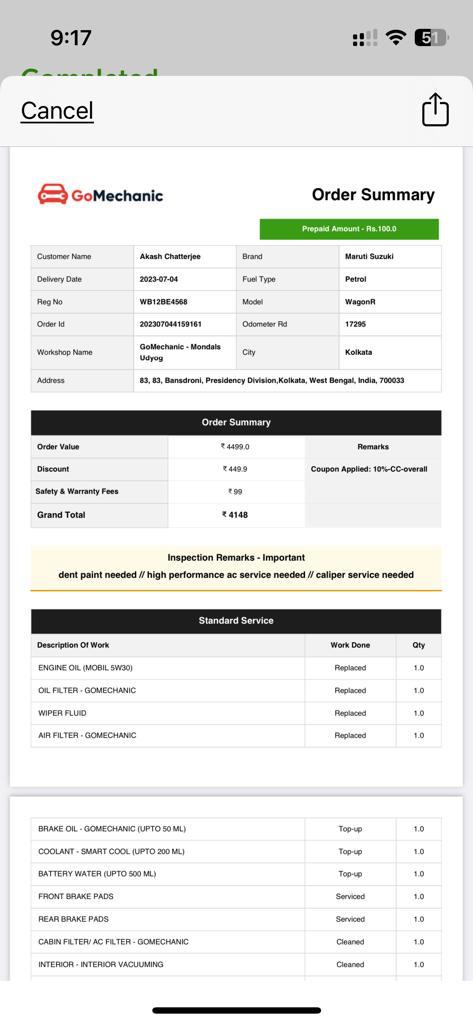 9:17
51
Completed
Cancel
GoMechanic
Order Summary
Prepaid Amount - Rs.100.0
Customer Name Akash Chatterjee Brand Maruti Suzuki
Delivery Date 2023-07-04 Fuel Type Petrol
Reg No WB12BE4568 Model WagonR
Order Id 202307044159161 Odometer Rd 17295
Workshop Name GoMechanic - Mondals Udyog City Kolkata
Address 83, 83, Bansdroni, Presidency Division,Kolkata, West Bengal, India, 700033
Order Summary
Order Value ₹ 4499.0 Remarks
Discount ₹ 449.9 Coupon Applied: 10%-CC-overall
Safety & Warranty Fees ₹ 99
Grand Total ₹ 4148
Inspection Remarks - Important
dent paint needed // high performance ac service needed // caliper service needed
Standard Service
Description Of Work Work Done Qty
ENGINE OIL (MOBIL 5W30) Replaced 1.0
OIL FILTER - GOMECHANIC Replaced 1.0
WIPER FLUID Replaced 1.0
AIR FILTER - GOMECHANIC Replaced 1.0
BRAKE OIL - GOMECHANIC (UPTO 50 ML) Top-up 1.0
COOLANT - SMART COOL (UPTO 200 ML) Top-up 1.0
BATTERY WATER (UPTO 500 ML) Top-up 1.0
FRONT BRAKE PADS Serviced 1.0
REAR BRAKE PADS Serviced 1.0
CABIN FILTER/ AC FILTER - GOMECHANIC Cleaned 1.0
INTERIOR - INTERIOR VACUUMING Cleaned 1.0